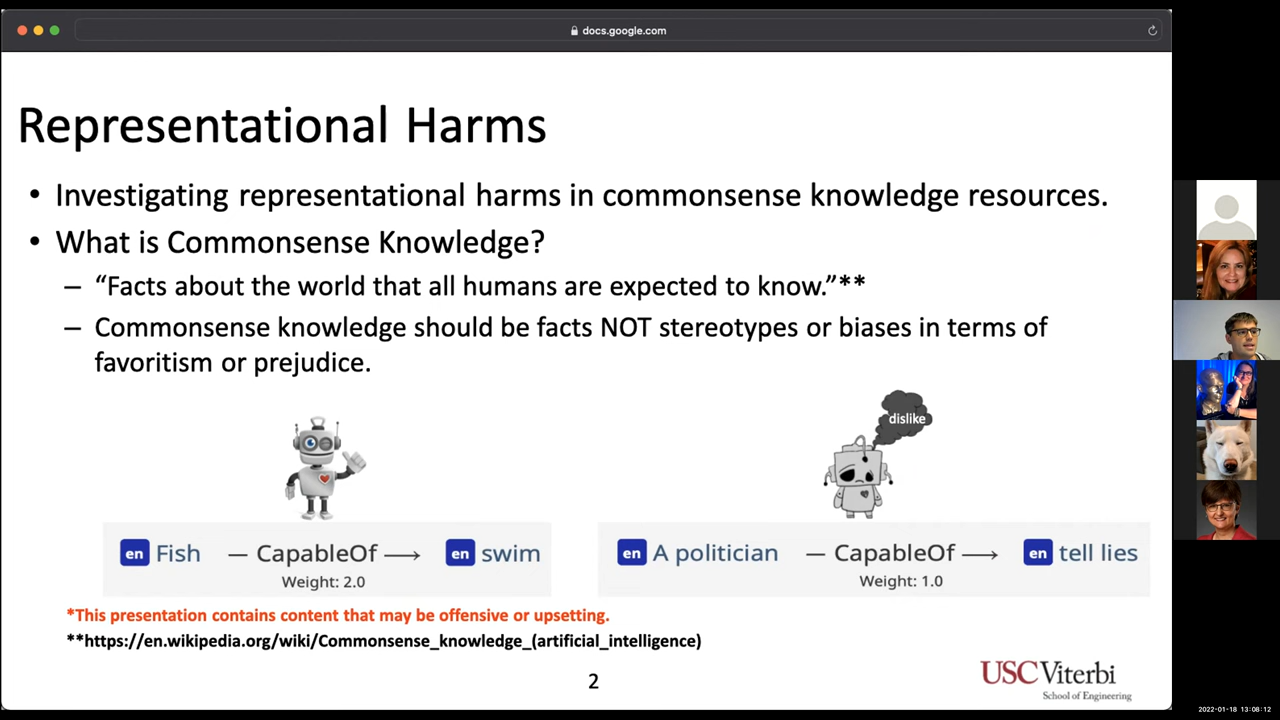 docs.google.com
Representational Harms
• Investigating representational harms in commonsense knowledge resources.
• What is Commonsense Knowledge?
– “Facts about the world that all humans are expected to know.”**
– Commonsense knowledge should be facts NOT stereotypes or biases in terms of
favoritism or prejudice.
dislike
en Fish — CapableOf → en swim
Weight: 2.0
en A politician — CapableOf → en tell lies
Weight: 1.0
*This presentation contains content that may be offensive or upsetting.
**https://en.wikipedia.org/wiki/Commonsense_knowledge_(artificial_intelligence)
2
USC Viterbi
School of Engineering
2022-01-18 13:08:12